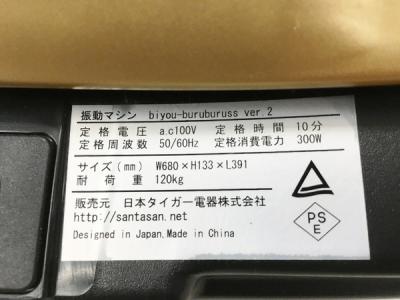 振動マシン biyou-buruburuss ver.2
定格電圧 a.c100V 定格時間 10分
定格周波数 50/60Hz 定格消費電力 300W
サイズ(mm) W680×H133×L391
耐荷重 120kg
販売元 日本タイガー電器株式会社
http://santasan.net
Designed in Japan,Made in China
PS
E